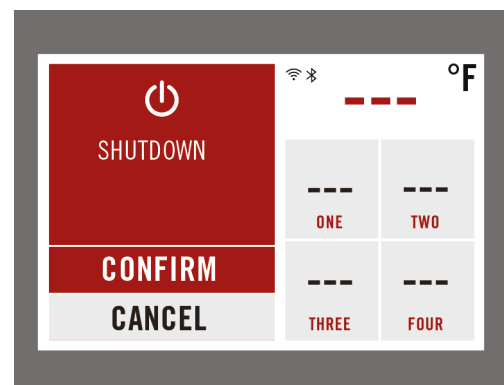 SHUTDOWN
CONFIRM
CANCEL
°F
---
---
ONE
---
TWO
---
THREE
---
FOUR